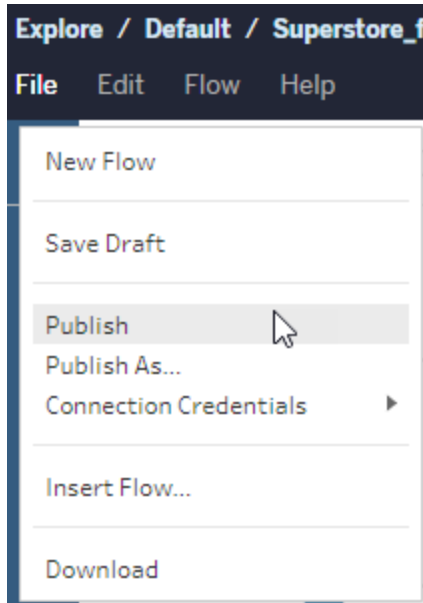 Explore / Default / Superstore_f
File Edit Flow Help
New Flow
Save Draft
Publish
Publish As...
Connection Credentials
Insert Flow...
Download